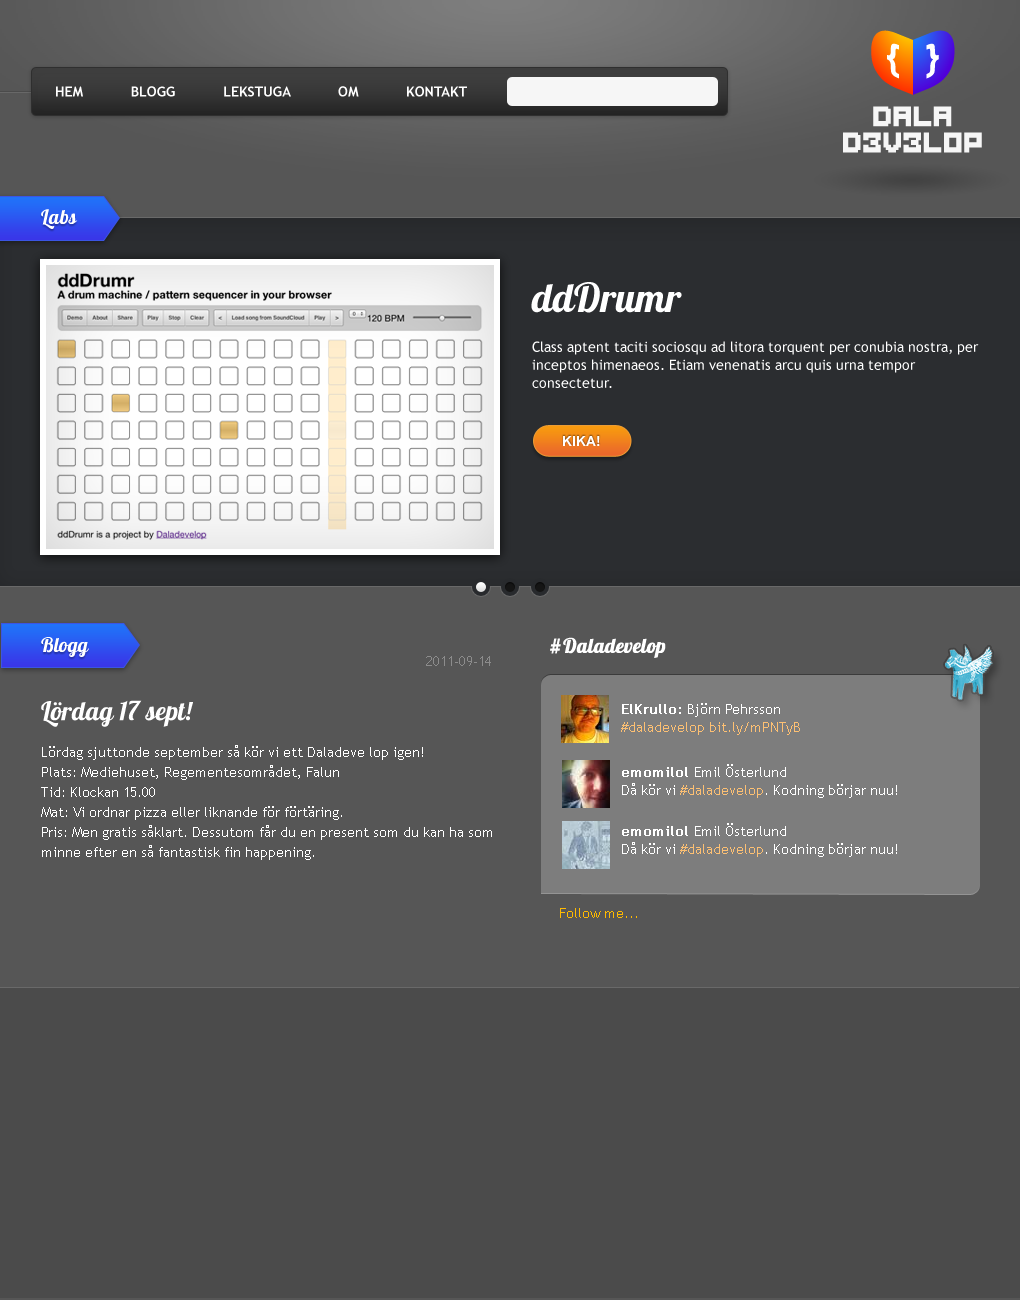 HEM BLOGG LEKSTUGA OM KONTAKT
{ }
DALA
D3V3LOP
Labs
ddDrumr
A drum machine / pattern sequencer in your browser
Demo About Share Play Stop Clear < Load song from SoundCloud Play > 120 BPM
ddDrumr is a project by Daladevelop
ddDrumr
Class aptent taciti sociosqu ad litora torquent per conubia nostra, per
inceptos himenaeos. Etiam venenatis arcu quis urna tempor
consectetur.
KIKA!
Blogg
2011-09-14
Lördag 17 sept!
Lördag sjuttonde september så kör vi ett Daladeve lop igen!
Plats: Mediehuset, Regementesområdet, Falun
Tid: Klockan 15.00
Mat: Vi ordnar pizza eller liknande för förtäring.
Pris: Men gratis såklart. Dessutom får du en present som du kan ha som
minne efter en så fantastisk fin happening.
#Daladevelop
ElKrullo: Björn Pehrsson
#daladevelop bit.ly/mPNTyB
emomilol Emil Österlund
Då kör vi #daladevelop. Kodning börjar nuu!
emomilol Emil Österlund
Då kör vi #daladevelop. Kodning börjar nuu!
Follow me...